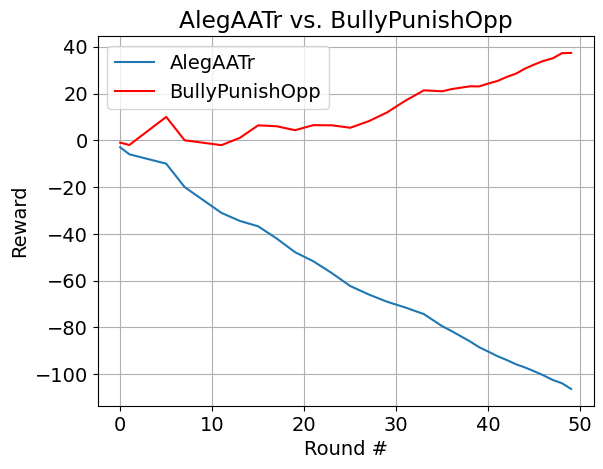 AlegAATr vs. BullyPunishOpp
AlegAATr
BullyPunishOpp
40
20
0
−20
−40
−60
−80
−100
Reward
0 10 20 30 40 50
Round #